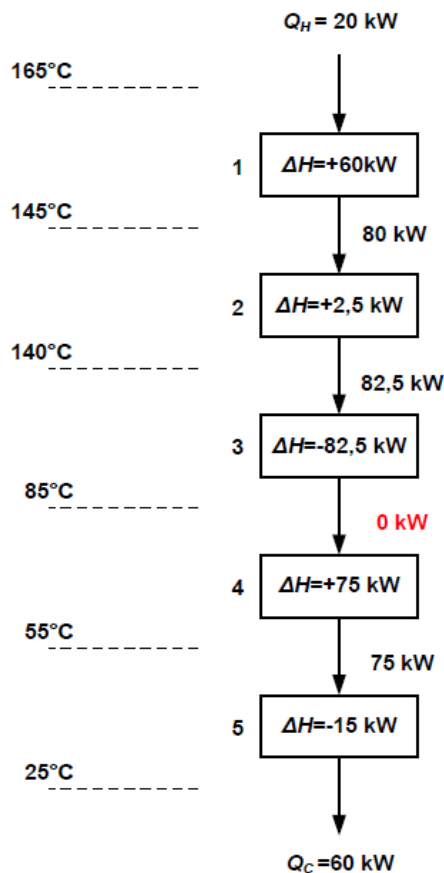 Q_H = 20 kW
165°C
1 ΔH=+60kW
145°C
80 kW
2 ΔH=+2,5 kW
140°C
82,5 kW
3 ΔH=-82,5 kW
85°C
0 kW
4 ΔH=+75 kW
55°C
75 kW
5 ΔH=-15 kW
25°C
Q_C =60 kW